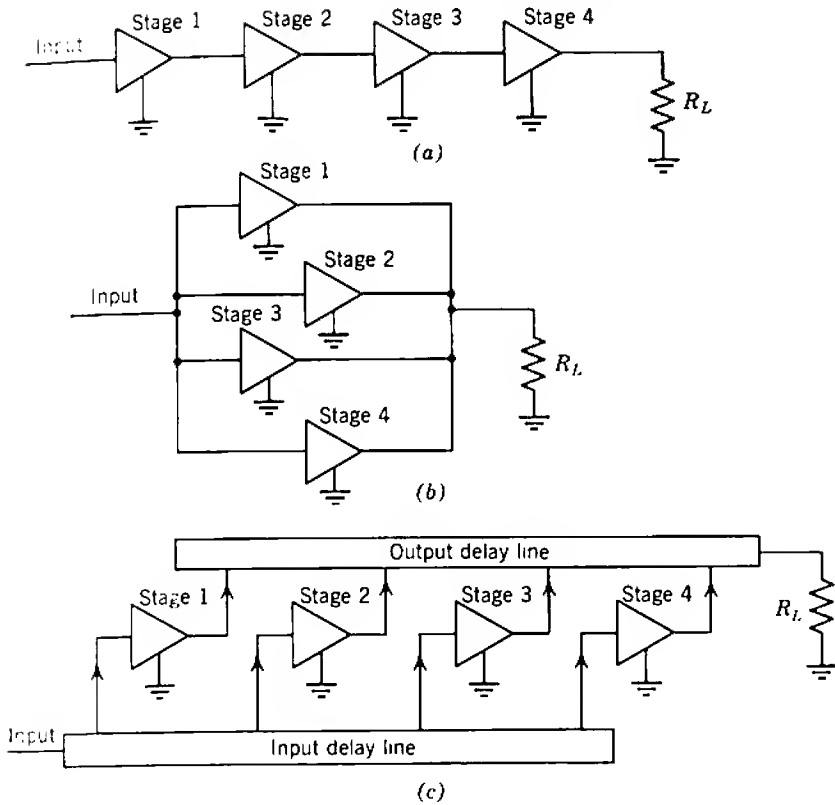 Stage 1 Stage 2 Stage 3 Stage 4
Input
R_L
(a)
Stage 1
Stage 2
Input
Stage 3
R_L
Stage 4
(b)
Output delay line
Stage 1 Stage 2 Stage 3 Stage 4
R_L
Input
Input delay line
(c)